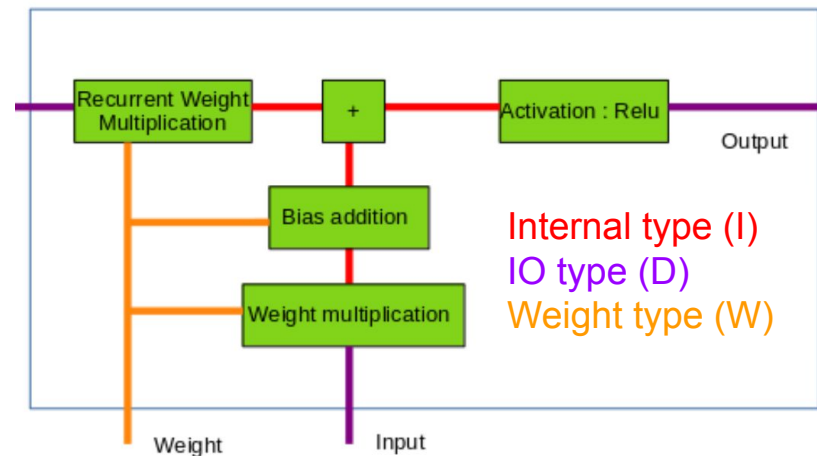 Recurrent Weight
Multiplication
+
Activation : Relu
Output
Bias addition
Weight multiplication
Internal type (I)
IO type (D)
Weight type (W)
Weight
Input